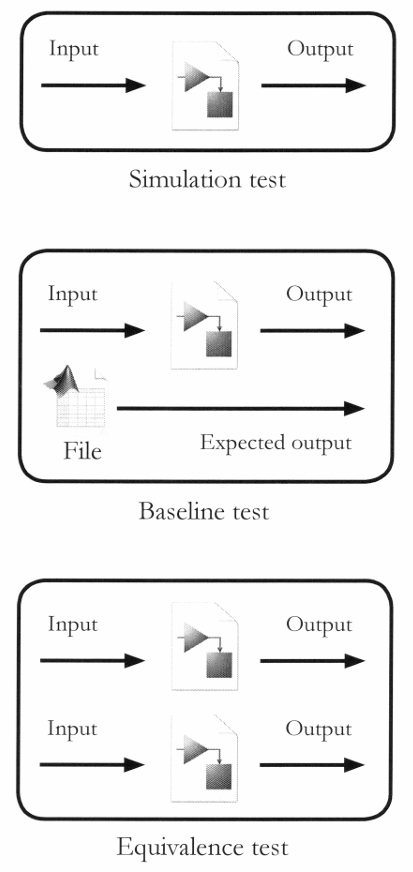 Input
Output
Simulation test
Input
Output
File
Expected output
Baseline test
Input
Output
Input
Output
Equivalence test